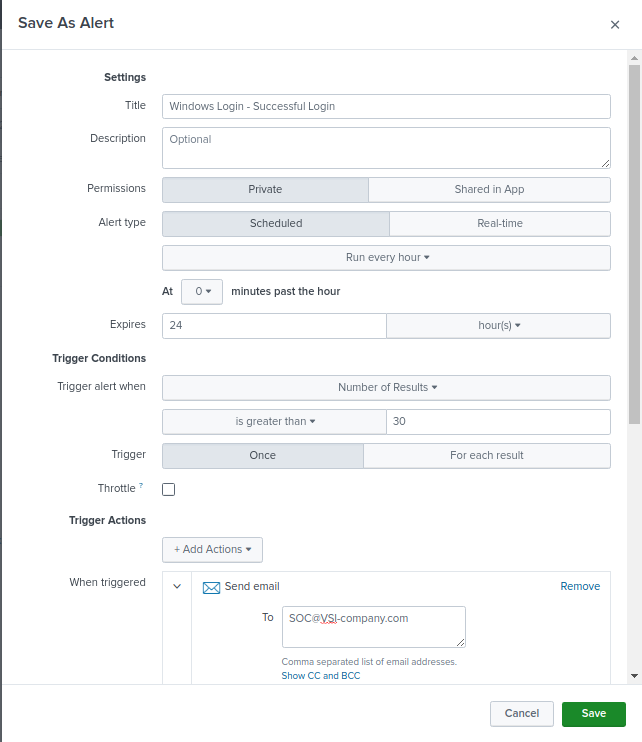 Save As Alert ×
Settings
Title Windows Login - Successful Login
Description Optional
Permissions Private Shared in App
Alert type Scheduled Real-time
Run every hour
At 0 minutes past the hour
Expires 24 hour(s)
Trigger Conditions
Trigger alert when Number of Results
is greater than 30
Trigger Once For each result
Throttle ?
Trigger Actions
+ Add Actions
When triggered Send email Remove
To SOC@VSI-company.com
Comma separated list of email addresses.
Show CC and BCC
Cancel Save